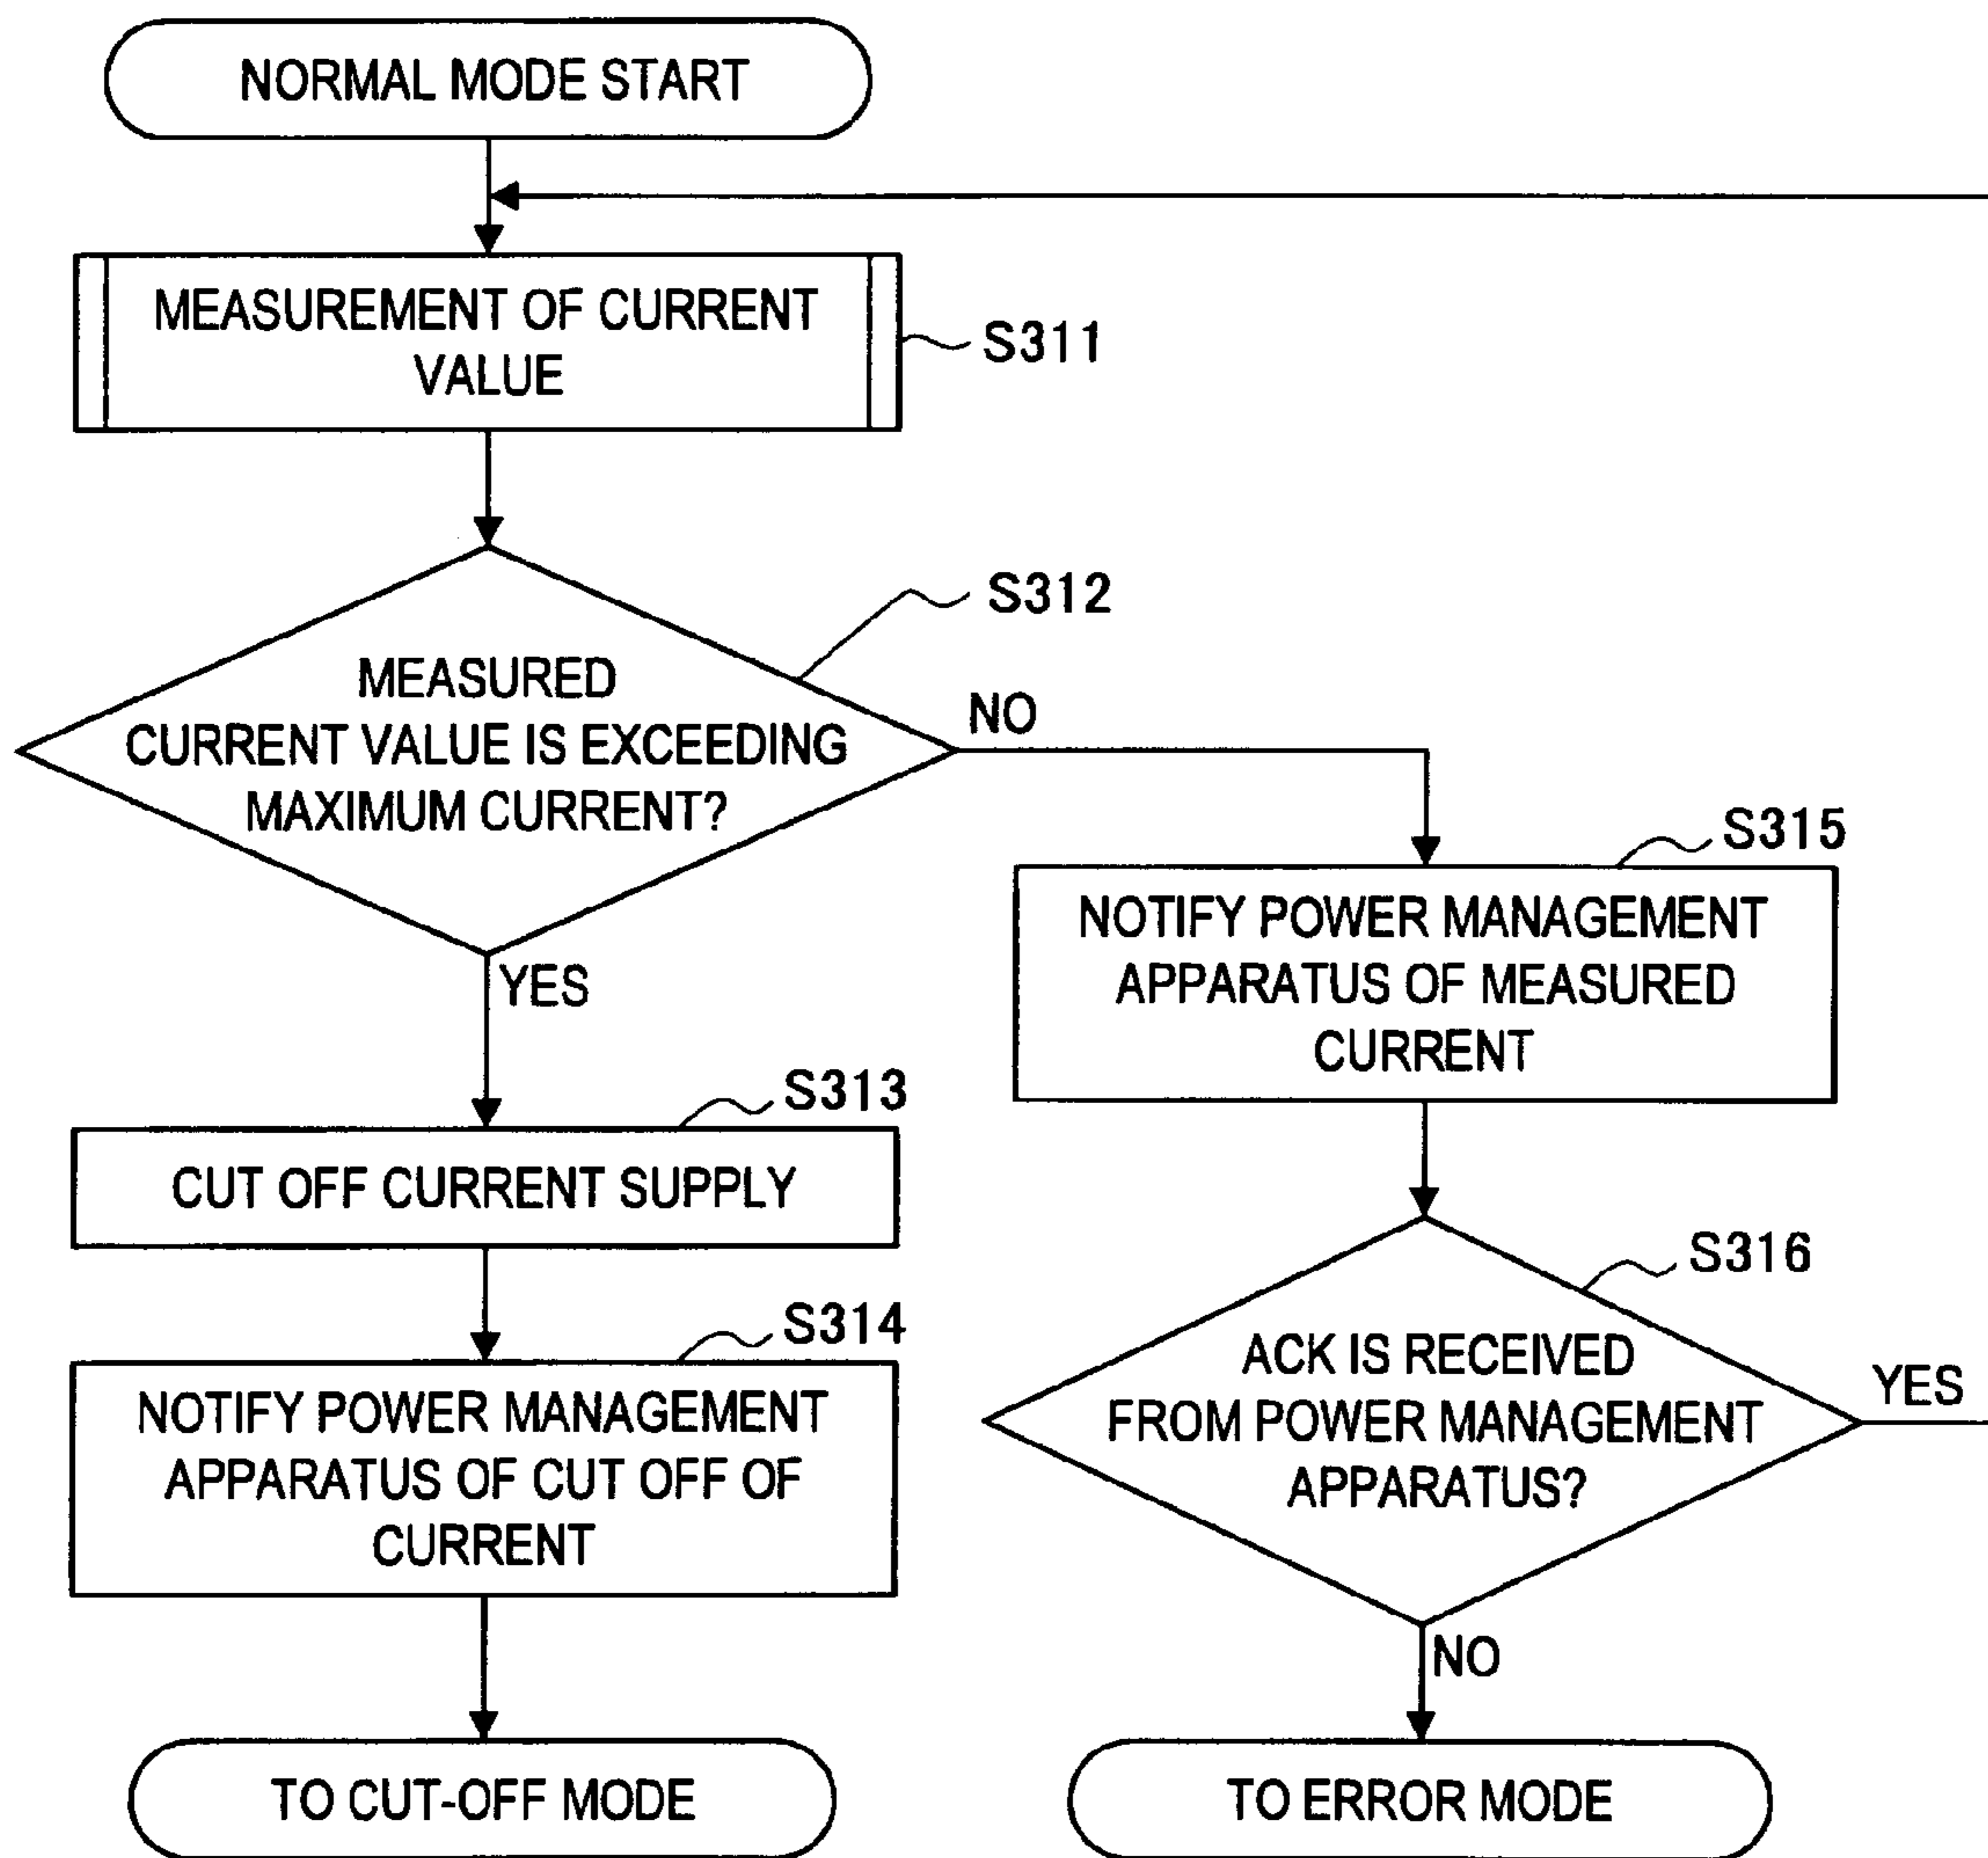 NORMAL MODE START
MEASUREMENT OF CURRENT
VALUE
S311
S312
MEASURED
CURRENT VALUE IS EXCEEDING
MAXIMUM CURRENT?
NO
YES
S313
CUT OFF CURRENT SUPPLY
S314
NOTIFY POWER MANAGEMENT
APPARATUS OF CUT OFF OF
CURRENT
TO CUT-OFF MODE
S315
NOTIFY POWER MANAGEMENT
APPARATUS OF MEASURED
CURRENT
S316
ACK IS RECEIVED
FROM POWER MANAGEMENT
APPARATUS?
YES
NO
TO ERROR MODE